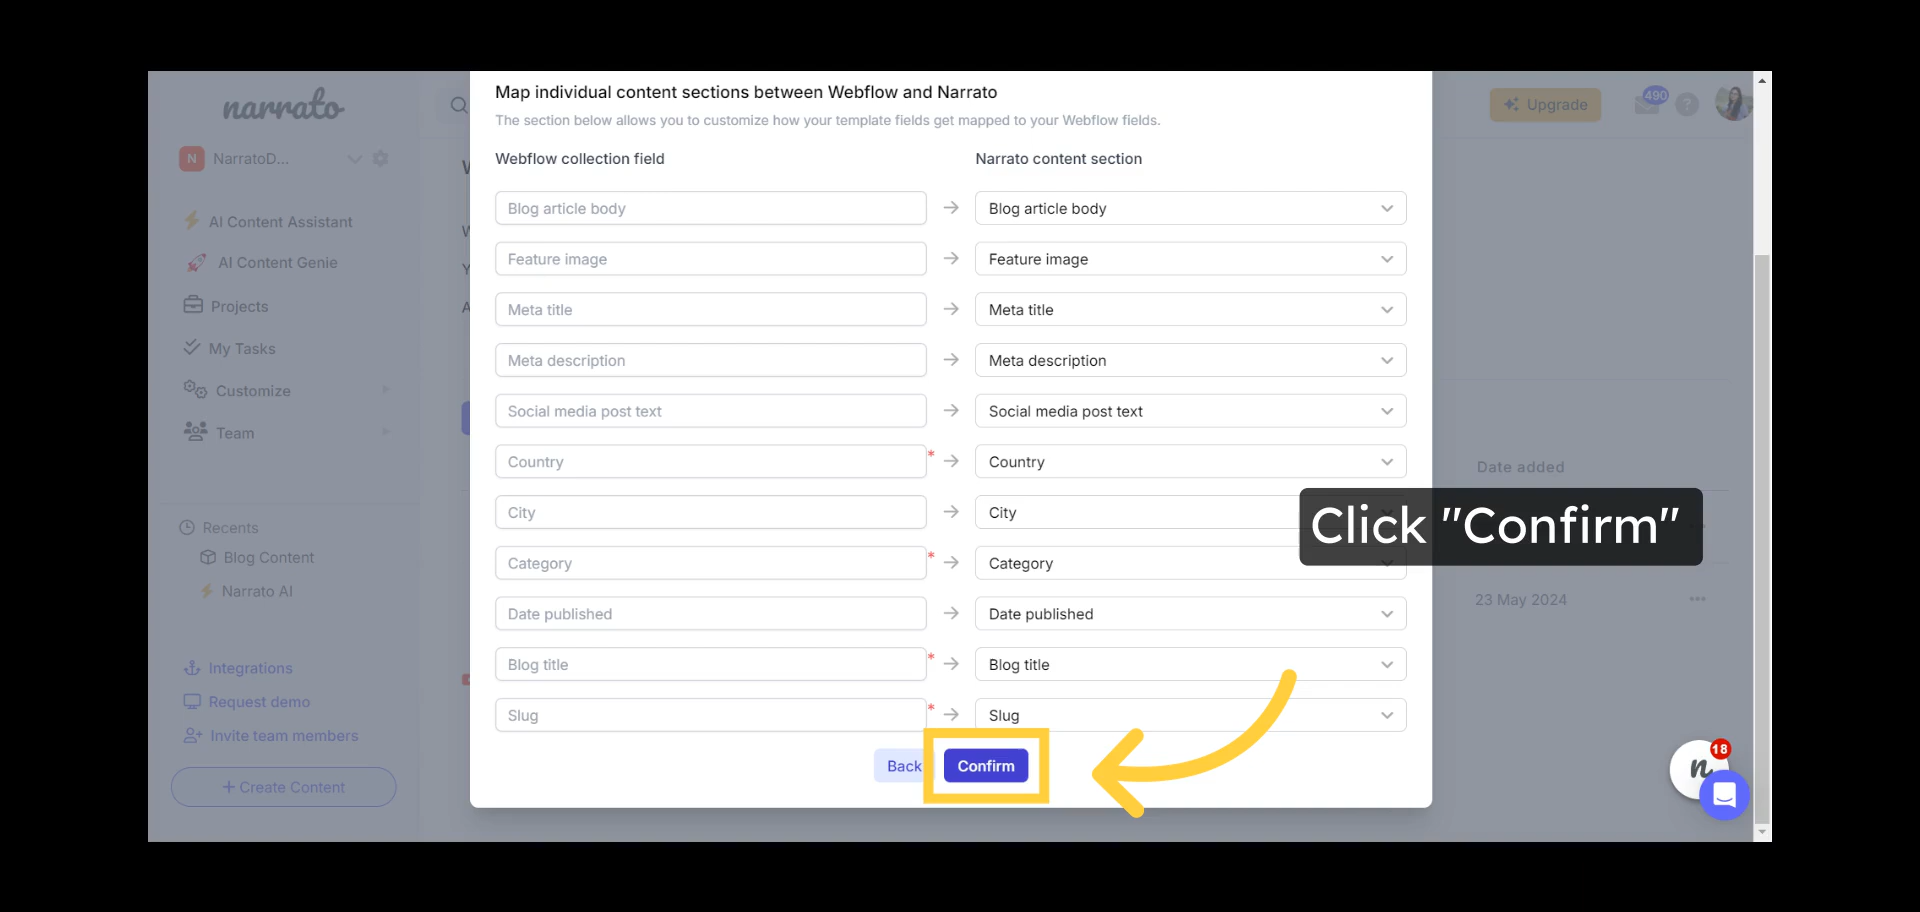 narrato
N NarratoD...
AI Content Assistant
AI Content Genie
Projects
My Tasks
Customize
Team
Recents
Blog Content
Narrato AI
Integrations
Request demo
Invite team members
+ Create Content
Map individual content sections between Webflow and Narrato
The section below allows you to customize how your template fields get mapped to your Webflow fields.
Webflow collection field
Narrato content section
Blog article body → Blog article body
Feature image → Feature image
Meta title → Meta title
Meta description → Meta description
Social media post text → Social media post text
Country * → Country
City → City
Category * → Category
Date published → Date published
Blog title * → Blog title
Slug * → Slug
Back
Confirm
Click "Confirm"
Upgrade
490
?
Date added
23 May 2024
...
n
18